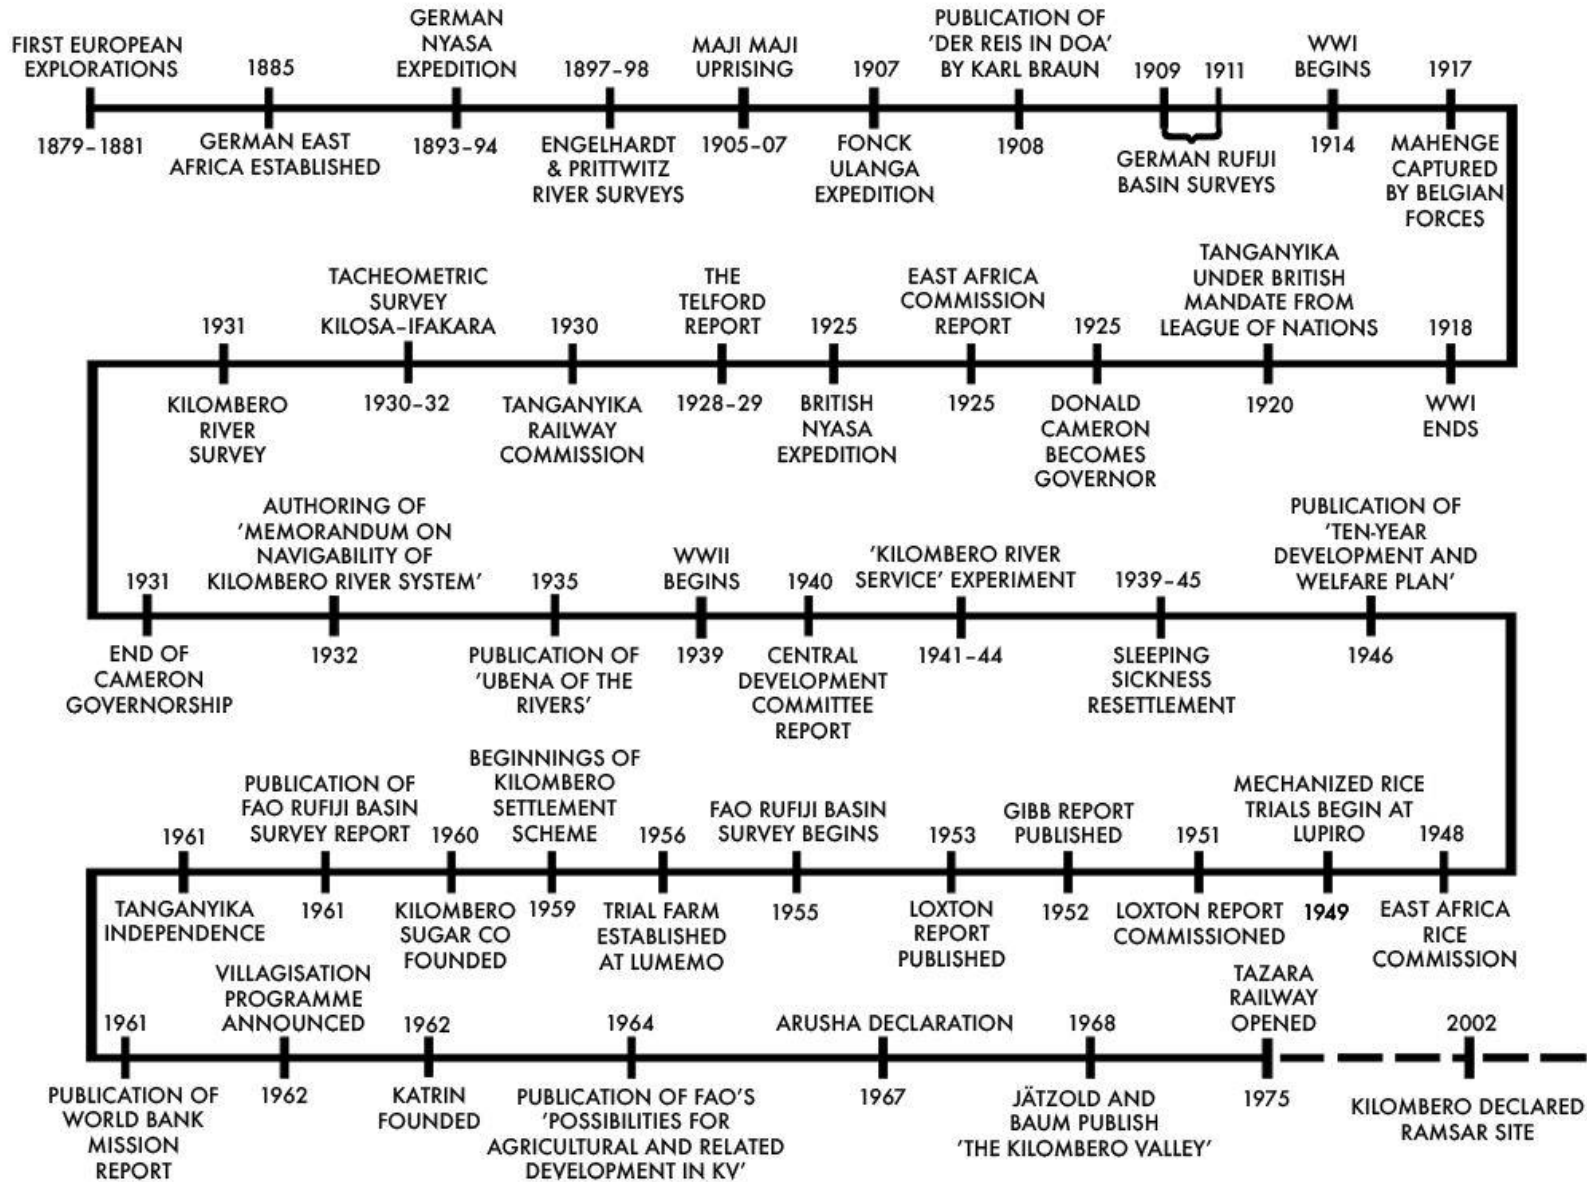 FIRST EUROPEAN
EXPLORATIONS
1879–1881
1885
GERMAN EAST
AFRICA ESTABLISHED
GERMAN
NYASA
EXPEDITION
1893–94
1897–98
ENGELHARDT
& PRITTWITZ
RIVER SURVEYS
MAJI MAJI
UPRISING
1905–07
1907
FONCK
ULANGA
EXPEDITION
PUBLICATION OF
'DER REIS IN DOA'
BY KARL BRAUN
1908
1909
1911
GERMAN RUFIJI
BASIN SURVEYS
WWI
BEGINS
1914
1917
MAHENGE
CAPTURED
BY BELGIAN
FORCES
1931
KILOMBERO
RIVER
SURVEY
TACHEOMETRIC
SURVEY
KILOSA–IFAKARA
1930–32
1930
TANGANYIKA
RAILWAY
COMMISSION
THE
TELFORD
REPORT
1928–29
1925
BRITISH
NYASA
EXPEDITION
EAST AFRICA
COMMISSION
REPORT
1925
1925
DONALD
CAMERON
BECOMES
GOVERNOR
TANGANYIKA
UNDER BRITISH
MANDATE FROM
LEAGUE OF NATIONS
1920
1918
WWI
ENDS
1931
END OF
CAMERON
GOVERNORSHIP
AUTHORING OF
'MEMORANDUM ON
NAVIGABILITY OF
KILOMBERO RIVER SYSTEM'
1932
1935
PUBLICATION OF
'UBENA OF THE
RIVERS'
WWII
BEGINS
1939
1940
CENTRAL
DEVELOPMENT
COMMITTEE
REPORT
'KILOMBERO RIVER
SERVICE' EXPERIMENT
1941–44
1939–45
SLEEPING
SICKNESS
RESETTLEMENT
PUBLICATION OF
'TEN-YEAR
DEVELOPMENT AND
WELFARE PLAN'
1946
1961
TANGANYIKA
INDEPENDENCE
PUBLICATION OF
FAO RUFIJI BASIN
SURVEY REPORT
1961
1960
KILOMBERO
SUGAR CO
FOUNDED
BEGINNINGS OF
KILOMBERO
SETTLEMENT
SCHEME
1959
1956
TRIAL FARM
ESTABLISHED
AT LUMEMO
FAO RUFIJI BASIN
SURVEY BEGINS
1955
1953
LOXTON
REPORT
PUBLISHED
GIBB REPORT
PUBLISHED
1952
1951
LOXTON REPORT
COMMISSIONED
MECHANIZED RICE
TRIALS BEGIN AT
LUPIRO
1949
1948
EAST AFRICA
RICE
COMMISSION
1961
PUBLICATION OF
WORLD BANK
MISSION
REPORT
VILLAGISATION
PROGRAMME
ANNOUNCED
1962
1962
KATRIN
FOUNDED
1964
PUBLICATION OF FAO'S
'POSSIBILITIES FOR
AGRICULTURAL AND RELATED
DEVELOPMENT IN KV'
ARUSHA DECLARATION
1967
1968
JÄTZOLD AND
BAUM PUBLISH
'THE KILOMBERO VALLEY'
TAZARA
RAILWAY
OPENED
1975
2002
KILOMBERO DECLARED
RAMSAR SITE